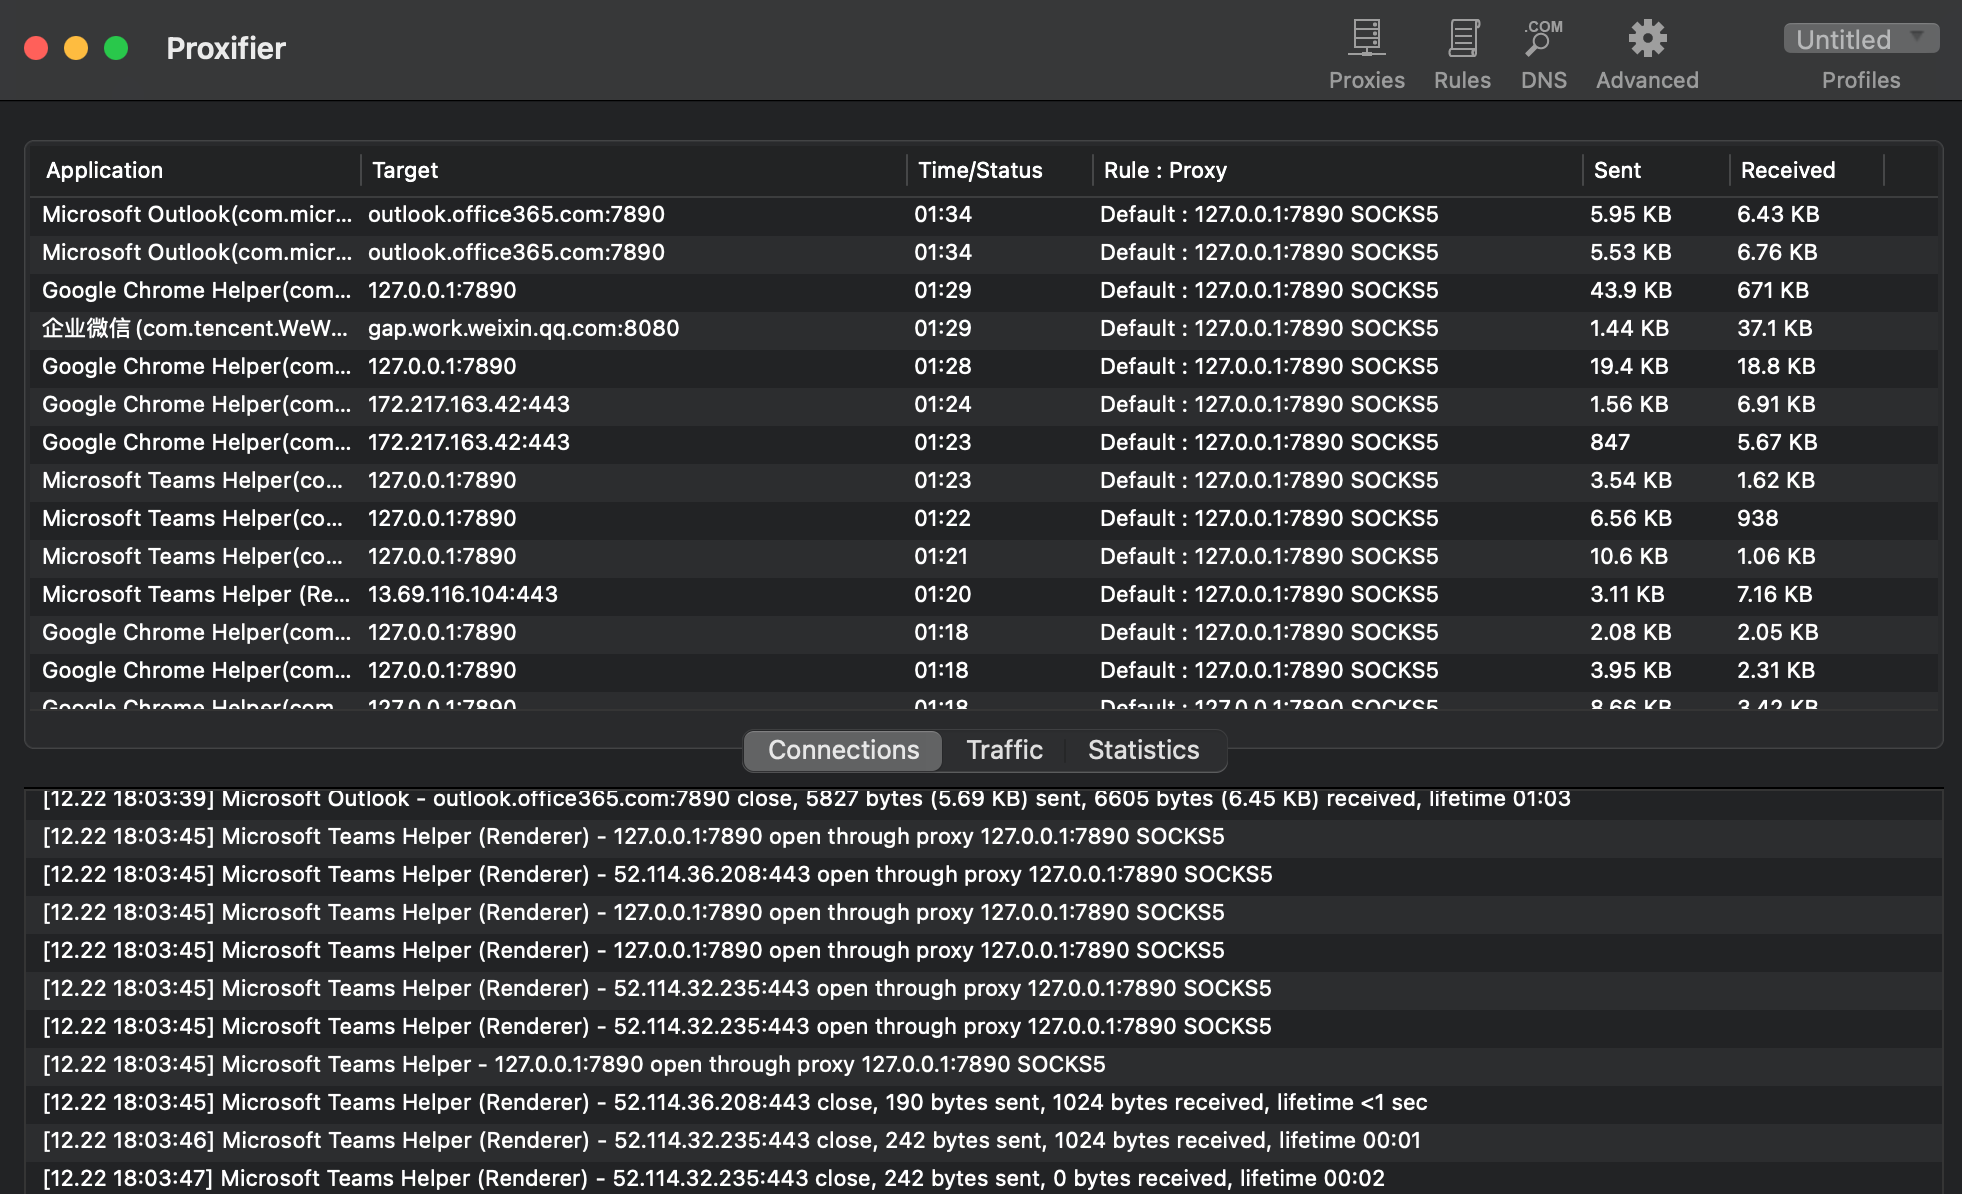 Proxifier
Proxies
Rules
.COM
DNS
Advanced
Untitled
Profiles
Application Target Time/Status Rule : Proxy Sent Received
Microsoft Outlook(com.micr... outlook.office365.com:7890 01:34 Default : 127.0.0.1:7890 SOCKS5 5.95 KB 6.43 KB
Microsoft Outlook(com.micr... outlook.office365.com:7890 01:34 Default : 127.0.0.1:7890 SOCKS5 5.53 KB 6.76 KB
Google Chrome Helper(com... 127.0.0.1:7890 01:29 Default : 127.0.0.1:7890 SOCKS5 43.9 KB 671 KB
企业微信(com.tencent.WeW... gap.work.weixin.qq.com:8080 01:29 Default : 127.0.0.1:7890 SOCKS5 1.44 KB 37.1 KB
Google Chrome Helper(com... 127.0.0.1:7890 01:28 Default : 127.0.0.1:7890 SOCKS5 19.4 KB 18.8 KB
Google Chrome Helper(com... 172.217.163.42:443 01:24 Default : 127.0.0.1:7890 SOCKS5 1.56 KB 6.91 KB
Google Chrome Helper(com... 172.217.163.42:443 01:23 Default : 127.0.0.1:7890 SOCKS5 847 5.67 KB
Microsoft Teams Helper(co... 127.0.0.1:7890 01:23 Default : 127.0.0.1:7890 SOCKS5 3.54 KB 1.62 KB
Microsoft Teams Helper(co... 127.0.0.1:7890 01:22 Default : 127.0.0.1:7890 SOCKS5 6.56 KB 938
Microsoft Teams Helper(co... 127.0.0.1:7890 01:21 Default : 127.0.0.1:7890 SOCKS5 10.6 KB 1.06 KB
Microsoft Teams Helper (Re... 13.69.116.104:443 01:20 Default : 127.0.0.1:7890 SOCKS5 3.11 KB 7.16 KB
Google Chrome Helper(com... 127.0.0.1:7890 01:18 Default : 127.0.0.1:7890 SOCKS5 2.08 KB 2.05 KB
Google Chrome Helper(com... 127.0.0.1:7890 01:18 Default : 127.0.0.1:7890 SOCKS5 3.95 KB 2.31 KB
Google Chrome Helper(com... 127.0.0.1:7890 01:18 Default : 127.0.0.1:7890 SOCKS5 8.66 KB 3.42 KB
Connections Traffic Statistics
[12.22 18:03:39] Microsoft Outlook - outlook.office365.com:7890 close, 5827 bytes (5.69 KB) sent, 6605 bytes (6.45 KB) received, lifetime 01:03
[12.22 18:03:45] Microsoft Teams Helper (Renderer) - 127.0.0.1:7890 open through proxy 127.0.0.1:7890 SOCKS5
[12.22 18:03:45] Microsoft Teams Helper (Renderer) - 52.114.36.208:443 open through proxy 127.0.0.1:7890 SOCKS5
[12.22 18:03:45] Microsoft Teams Helper (Renderer) - 127.0.0.1:7890 open through proxy 127.0.0.1:7890 SOCKS5
[12.22 18:03:45] Microsoft Teams Helper (Renderer) - 127.0.0.1:7890 open through proxy 127.0.0.1:7890 SOCKS5
[12.22 18:03:45] Microsoft Teams Helper (Renderer) - 52.114.32.235:443 open through proxy 127.0.0.1:7890 SOCKS5
[12.22 18:03:45] Microsoft Teams Helper (Renderer) - 52.114.32.235:443 open through proxy 127.0.0.1:7890 SOCKS5
[12.22 18:03:45] Microsoft Teams Helper - 127.0.0.1:7890 open through proxy 127.0.0.1:7890 SOCKS5
[12.22 18:03:45] Microsoft Teams Helper (Renderer) - 52.114.36.208:443 close, 190 bytes sent, 1024 bytes received, lifetime <1 sec
[12.22 18:03:46] Microsoft Teams Helper (Renderer) - 52.114.32.235:443 close, 242 bytes sent, 1024 bytes received, lifetime 00:01
[12.22 18:03:47] Microsoft Teams Helper (Renderer) - 52.114.32.235:443 close, 242 bytes sent, 0 bytes received, lifetime 00:02